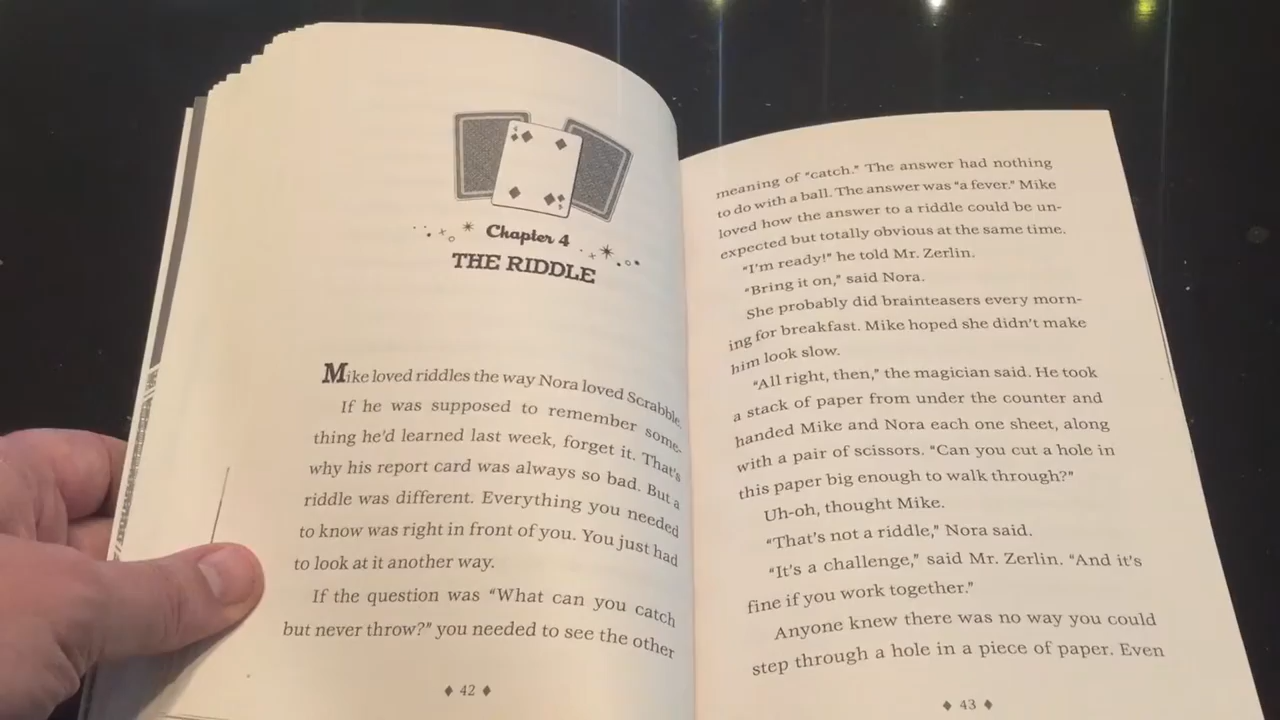 Chapter 4
THE RIDDLE
Mike loved riddles the way Nora loved Scrabble.
If he was supposed to remember some-
thing he'd learned last week, forget it. That's
why his report card was always so bad. But a
riddle was different. Everything you needed
to know was right in front of you. You just had
to look at it another way.
If the question was "What can you catch
but never throw?" you needed to see the other
♦ 42 ♦
meaning of "catch." The answer had nothing
to do with a ball. The answer was "a fever." Mike
loved how the answer to a riddle could be un-
expected but totally obvious at the same time.
"I'm ready!" he told Mr. Zerlin.
"Bring it on," said Nora.
She probably did brainteasers every morn-
ing for breakfast. Mike hoped she didn't make
him look slow.
"All right, then," the magician said. He took
a stack of paper from under the counter and
handed Mike and Nora each one sheet, along
with a pair of scissors. "Can you cut a hole in
this paper big enough to walk through?"
Uh-oh, thought Mike.
"That's not a riddle," Nora said.
"It's a challenge," said Mr. Zerlin. "And it's
fine if you work together."
Anyone knew there was no way you could
step through a hole in a piece of paper. Even
♦ 43 ♦